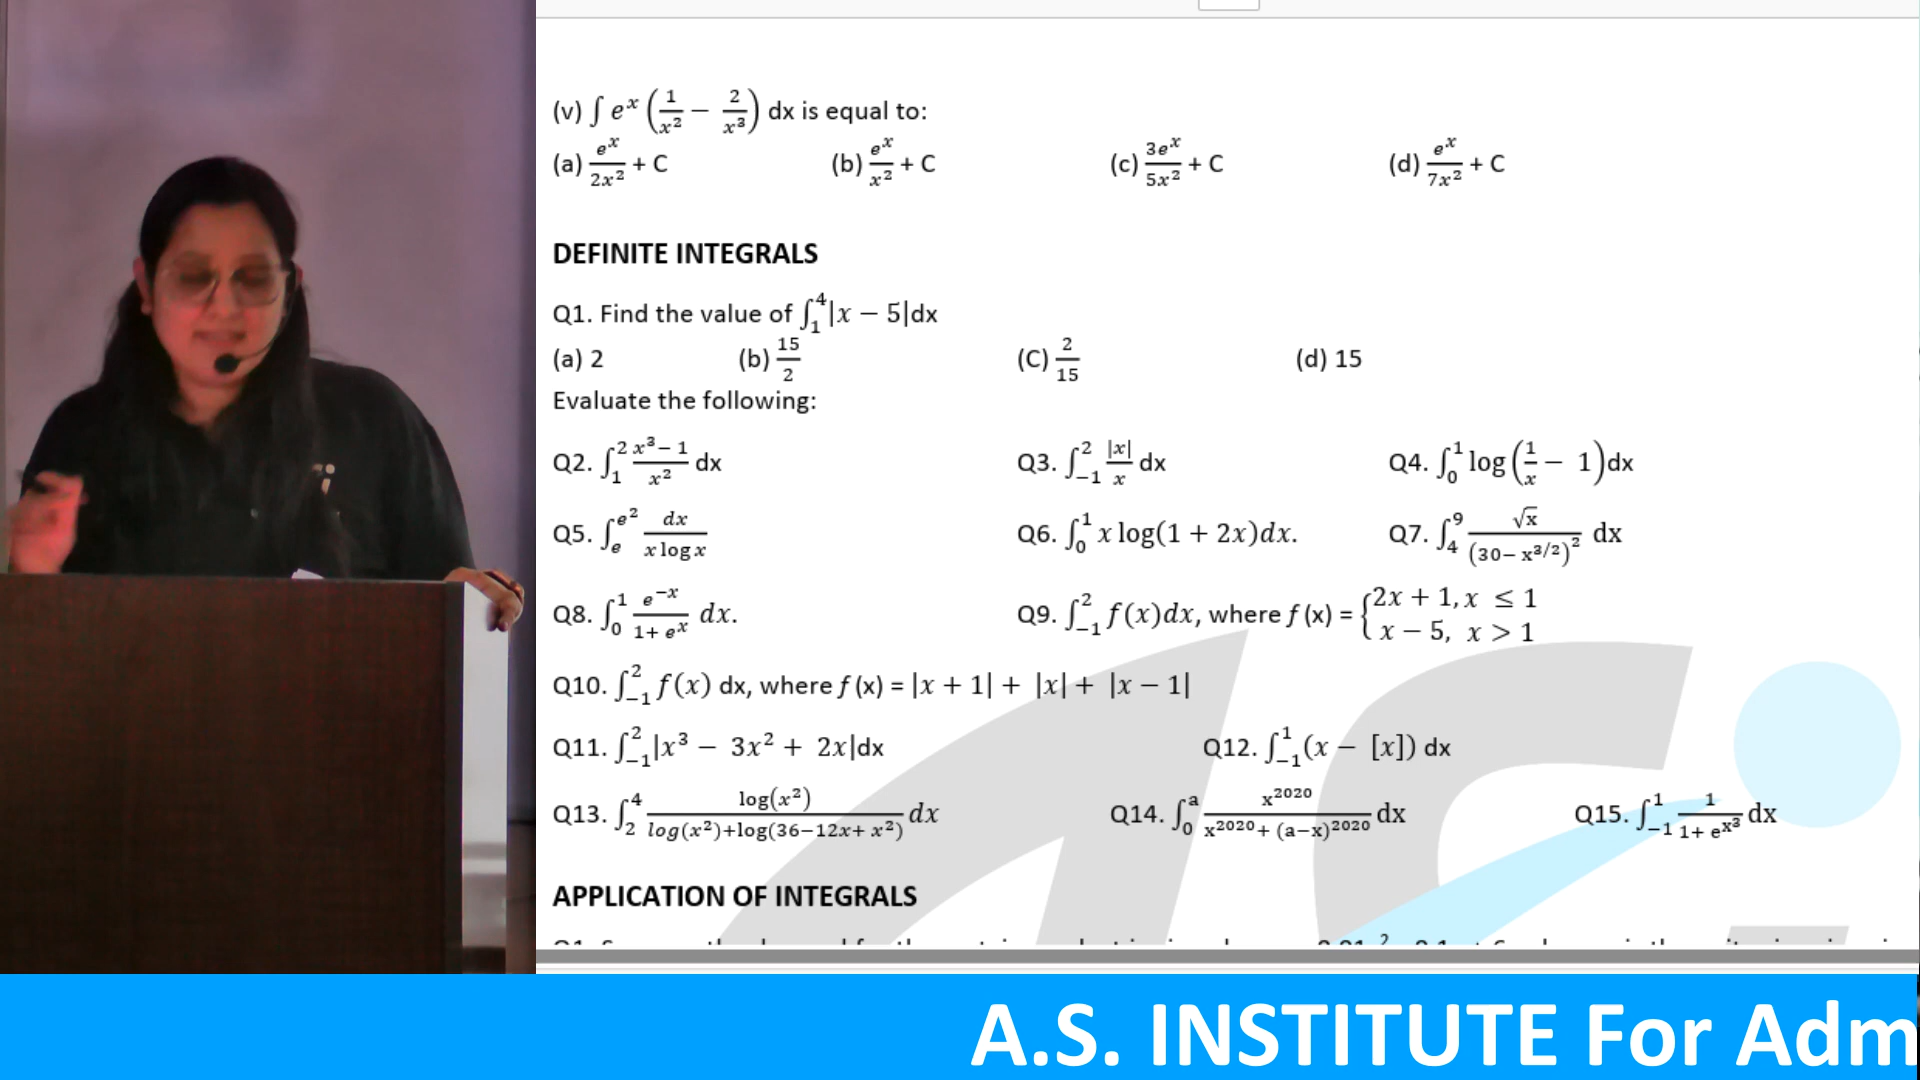 (v) ∫ eˣ (1/x² − 2/x³) dx is equal to:
(a) eˣ/2x² + C (b) eˣ/x² + C (c) 3eˣ/5x² + C (d) eˣ/7x² + C
DEFINITE INTEGRALS
Q1. Find the value of ∫₁⁴|x − 5|dx
(a) 2 (b) 15/2 (C) 2/15 (d) 15
Evaluate the following:
Q2. ∫₁² (x³ − 1)/x² dx Q3. ∫₋₁² |x|/x dx Q4. ∫₀¹ log(1/x − 1)dx
Q5. ∫ₑ^(e²) dx/(x log x) Q6. ∫₀¹ x log(1 + 2x)dx. Q7. ∫₄⁹ √x/(30− x^(3/2))² dx
Q8. ∫₀¹ e⁻ˣ/(1+ eˣ) dx. Q9. ∫₋₁² f(x)dx, where f (x) = {2x + 1, x ≤ 1
x − 5, x > 1
Q10. ∫₋₁² f(x) dx, where f (x) = |x + 1| + |x| + |x − 1|
Q11. ∫₋₁²|x³ − 3x² + 2x|dx Q12. ∫₋₁¹(x − [x]) dx
Q13. ∫₂⁴ log(x²)/(log(x²)+log(36−12x+ x²)) dx Q14. ∫₀ᵃ x²⁰²⁰/(x²⁰²⁰+ (a−x)²⁰²⁰) dx Q15. ∫₋₁¹ 1/(1+ e^(x³)) dx
APPLICATION OF INTEGRALS
A.S. INSTITUTE For Adm